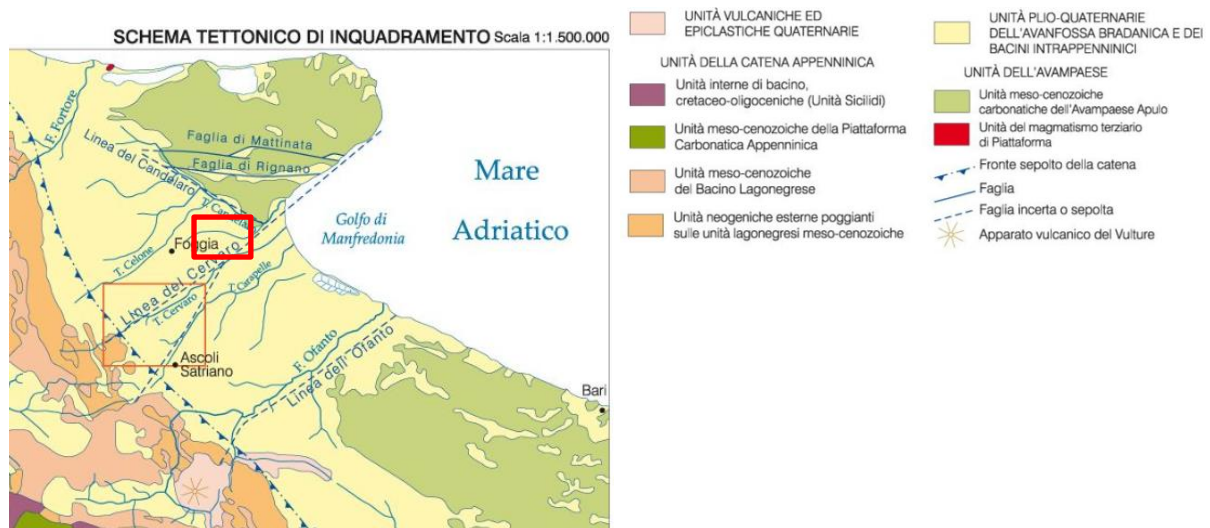 SCHEMA TETTONICO DI INQUADRAMENTO Scala 1:1.500.000
F. Fortore
Linea del Candelaro
Faglia di Mattinata
Faglia di Rignano
Mare
Adriatico
Golfo di
Manfredonia
Foggia
T. Celone
Linea del Cervaro
T. Cervaro
T. Carapelle
Ascoli
Satriano
F. Ofanto
Linea dell' Ofanto
Bari
UNITÀ VULCANICHE ED
EPICLASTICHE QUATERNARIE
UNITÀ DELLA CATENA APPENNINICA
Unità interne di bacino,
cretaceo-oligoceniche (Unità Sicilidi)
Unità meso-cenozoiche della Piattaforma
Carbonatica Appenninica
Unità meso-cenozoiche
del Bacino Lagonegrese
Unità neogeniche esterne poggianti
sulle unità lagonegresi meso-cenozoiche
UNITÀ PLIO-QUATERNARIE
DELL'AVANFOSSA BRADANICA E DEI
BACINI INTRAPPENNINICI
UNITÀ DELL'AVAMPAESE
Unità meso-cenozoiche
carbonatiche dell'Avampaese Apulo
Unità del magmatismo terziario
di Piattaforma
Fronte sepolto della catena
Faglia
Faglia incerta o sepolta
Apparato vulcanico del Vulture